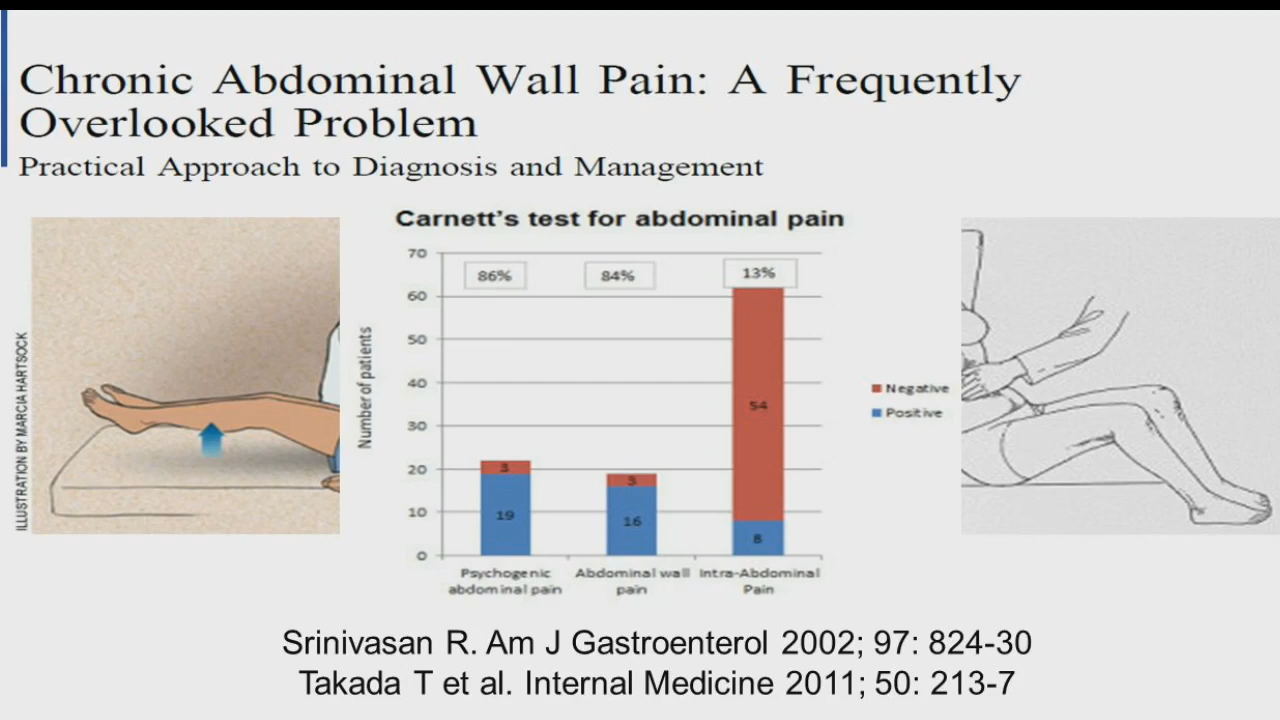 Chronic Abdominal Wall Pain: A Frequently
Overlooked Problem
Practical Approach to Diagnosis and Management
ILLUSTRATION BY MARCIA HARTSOCK
Carnett's test for abdominal pain
Number of patients
70
60
50
40
30
20
10
0
86%
84%
13%
3
19
3
16
54
8
Psychogenic
abdominal pain
Abdominal wall
pain
Intra-Abdominal
Pain
Negative
Positive
Srinivasan R. Am J Gastroenterol 2002; 97: 824-30
Takada T et al. Internal Medicine 2011; 50: 213-7